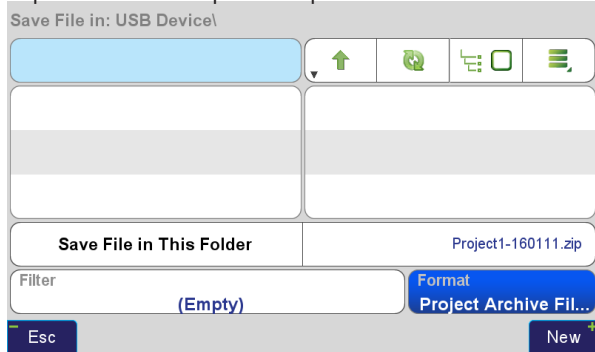 Save File in: USB Device\
Save File in This Folder
Project1-160111.zip
Filter
(Empty)
Format
Project Archive Fil...
Esc
New